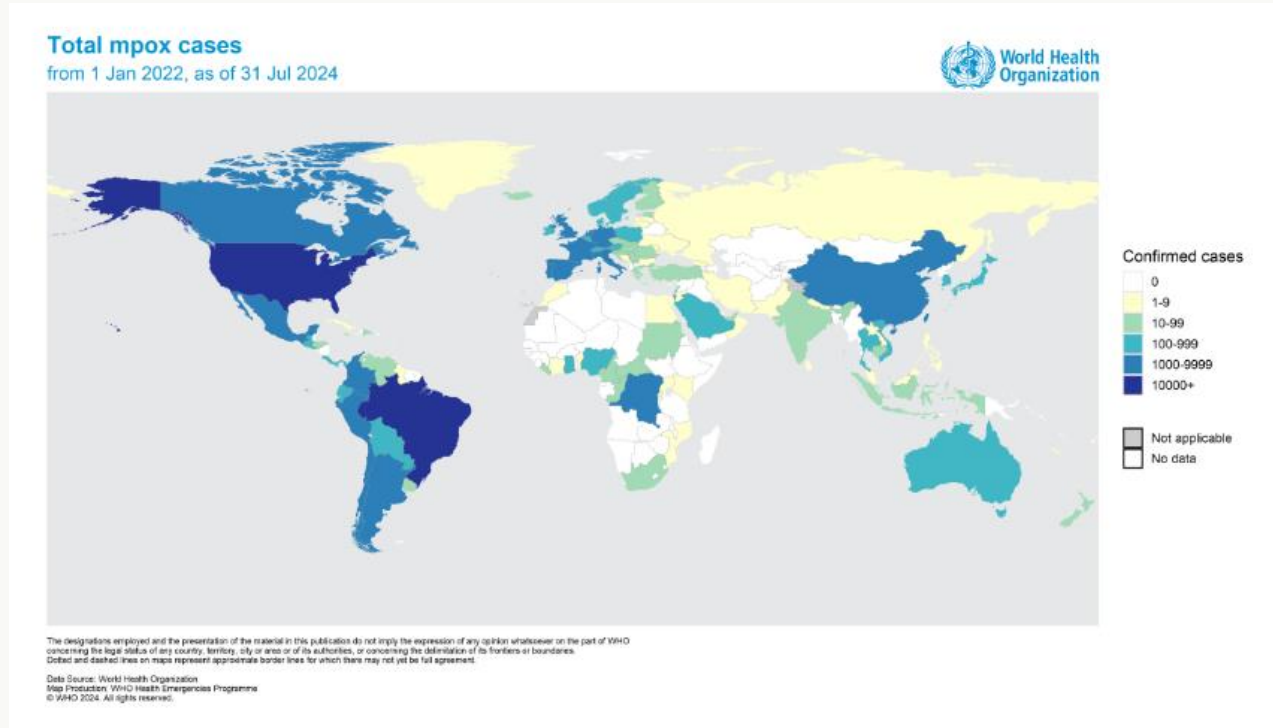 Total mpox cases
from 1 Jan 2022, as of 31 Jul 2024
World Health
Organization
Confirmed cases
0
1-9
10-99
100-999
1000-9999
10000+
Not applicable
No data
The designations employed and the presentation of the material in this publication do not imply the expression of any opinion whatsoever on the part of WHO
concerning the legal status of any country, territory, city or area or of its authorities, or concerning the delimitation of its frontiers or boundaries.
Dotted and dashed lines on maps represent approximate border lines for which there may not yet be full agreement.
Data Source: World Health Organization
Map Production: WHO Health Emergencies Programme
© WHO 2024. All rights reserved.